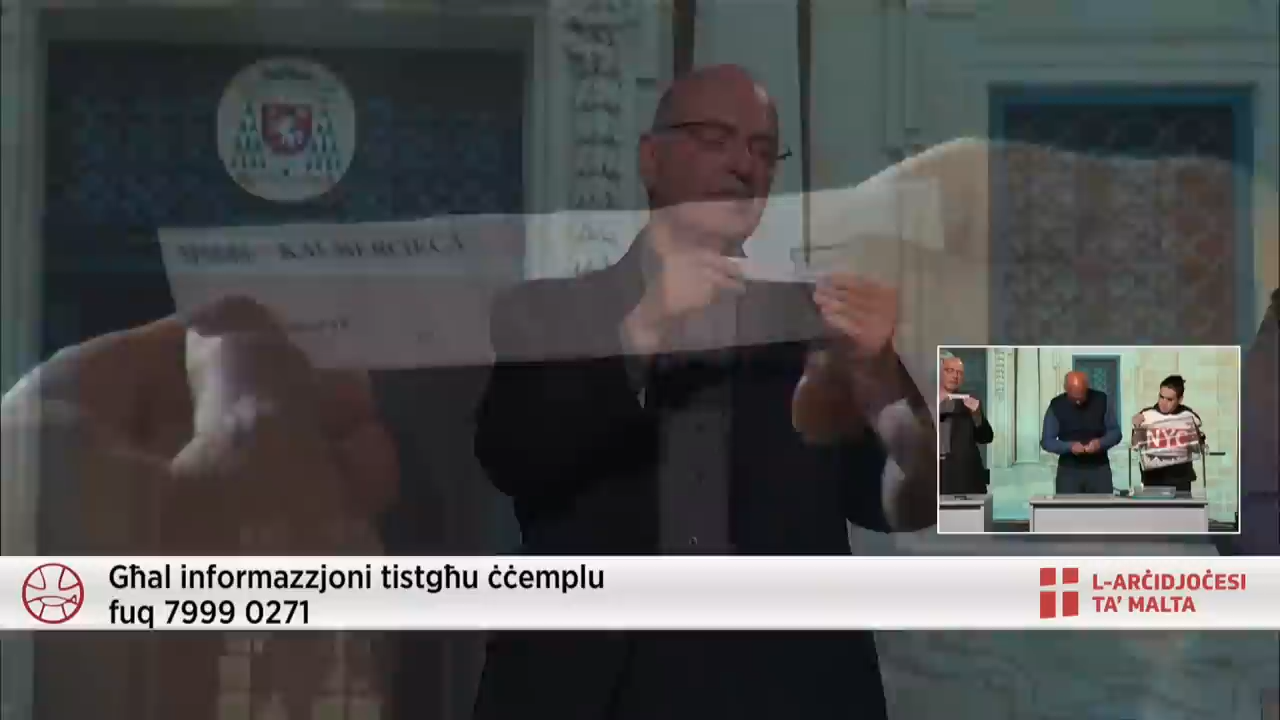 NYC
Għal informazzjoni tistgħu ċċemplu
fuq 7999 0271
L-ARĊIDJOĊESI
TA' MALTA